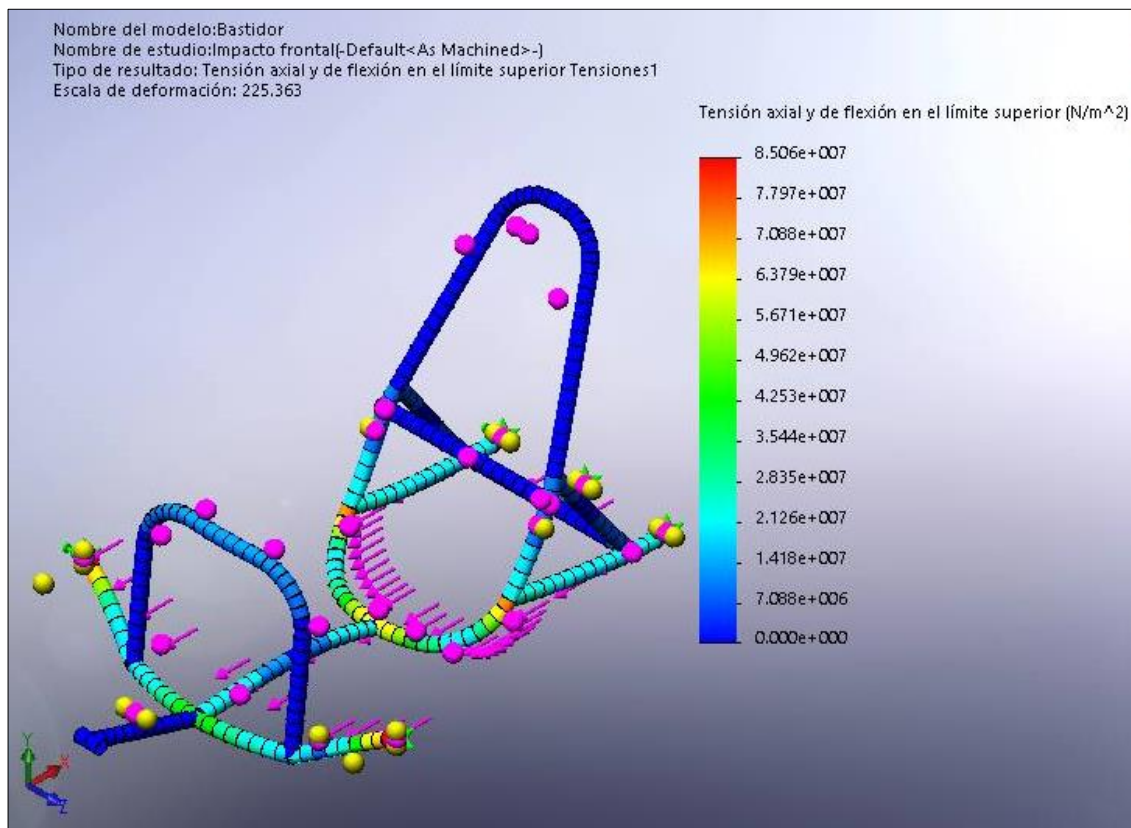 Nombre del modelo:Bastidor
Nombre de estudio:Impacto frontal(-Default<As Machined>-)
Tipo de resultado: Tensión axial y de flexión en el límite superior Tensiones1
Escala de deformación: 225.363
Tensión axial y de flexión en el límite superior (N/m^2)
8.506e+007
7.797e+007
7.088e+007
6.379e+007
5.671e+007
4.962e+007
4.253e+007
3.544e+007
2.835e+007
2.126e+007
1.418e+007
7.088e+006
0.000e+000
Y
X
Z